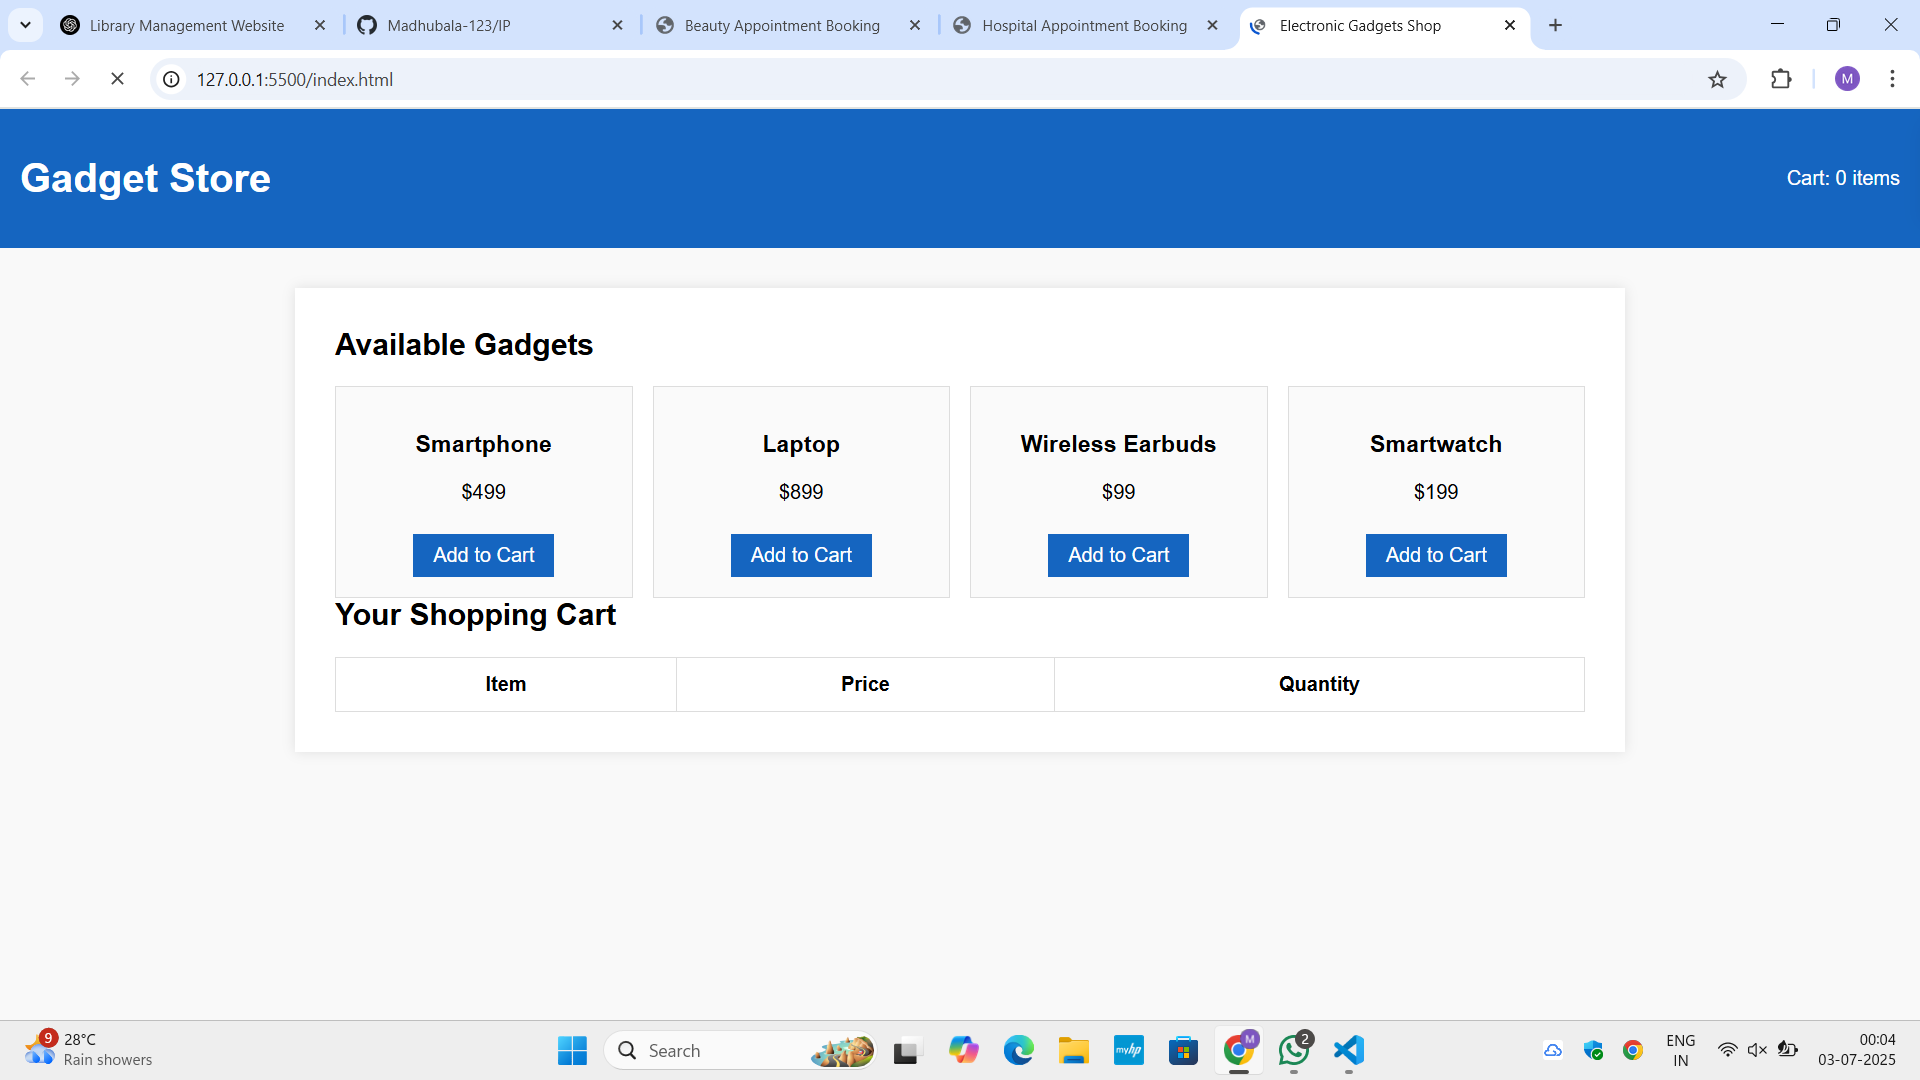 Library Management Website
Madhubala-123/IP
Beauty Appointment Booking
Hospital Appointment Booking
Electronic Gadgets Shop
127.0.0.1:5500/index.html
M
Gadget Store
Cart: 0 items
Available Gadgets
Smartphone
$499
Add to Cart
Laptop
$899
Add to Cart
Wireless Earbuds
$99
Add to Cart
Smartwatch
$199
Add to Cart
Your Shopping Cart
Item Price Quantity
9
28°C
Rain showers
Search
myhp
M
2
ENG
IN
00:04
03-07-2025